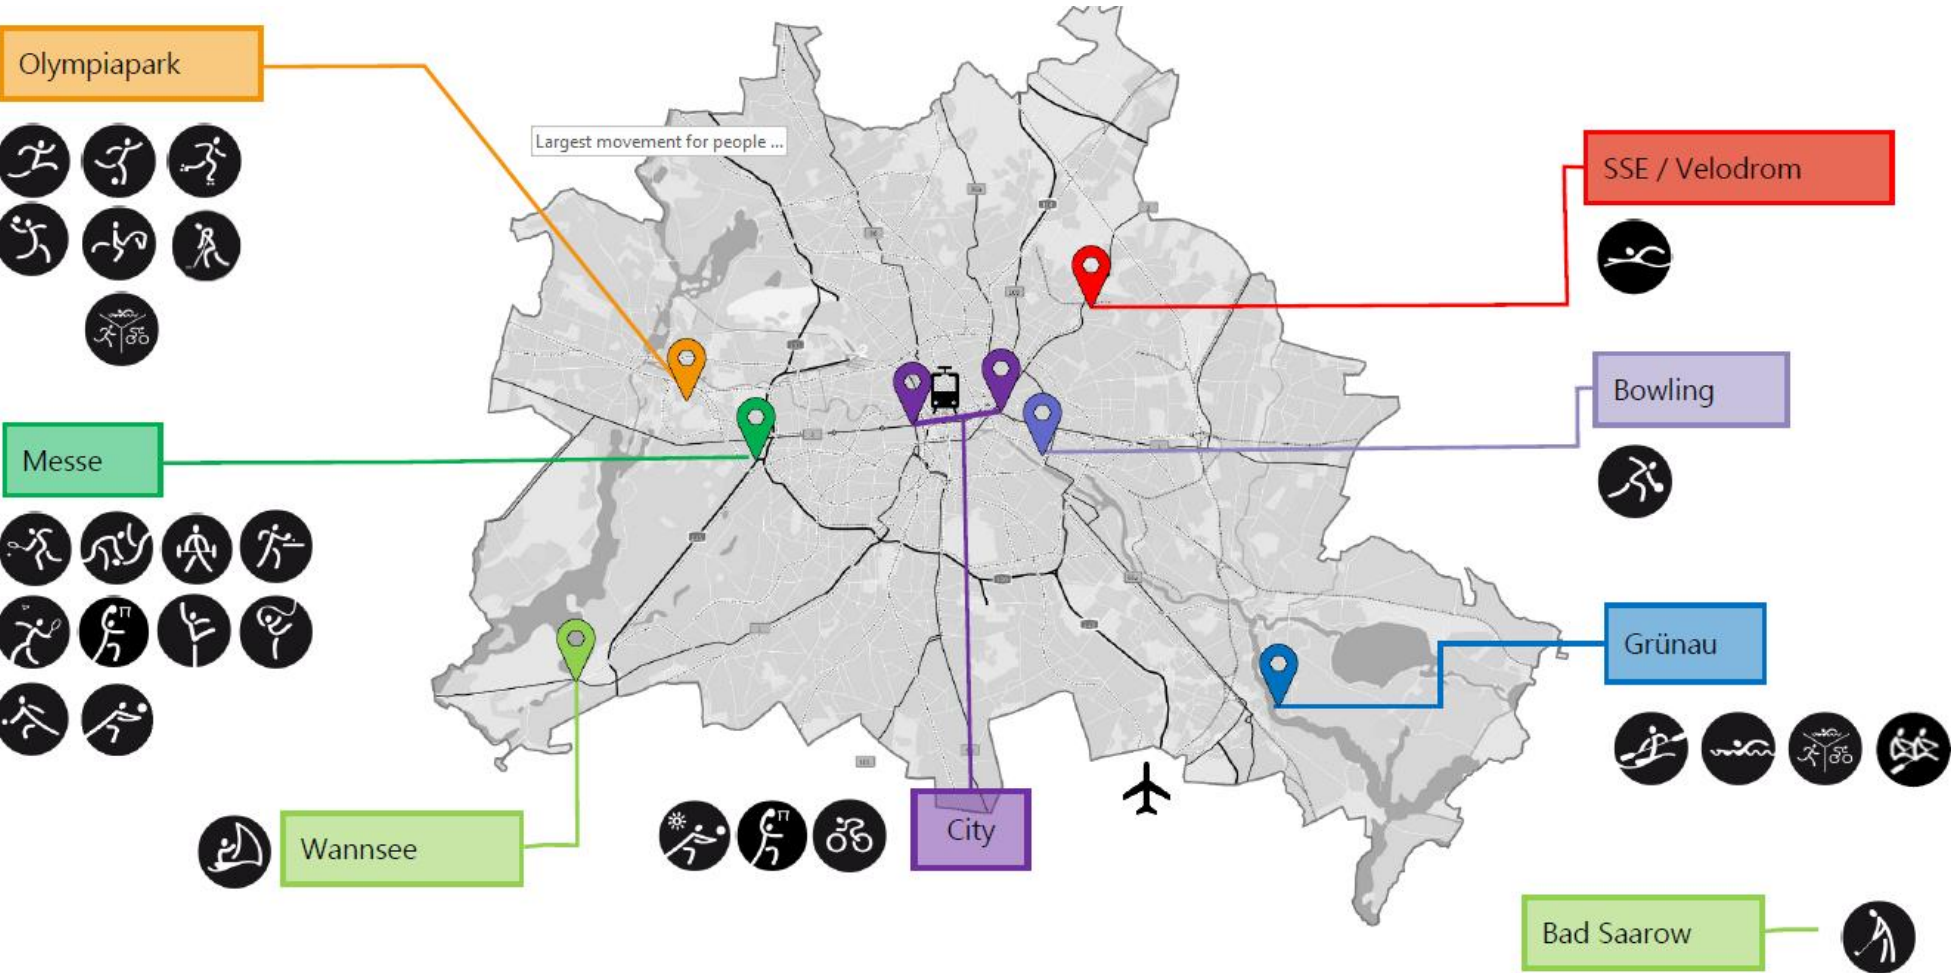 Olympiapark
Largest movement for people ...
SSE / Velodrom
Bowling
Messe
Grünau
Wannsee
City
Bad Saarow